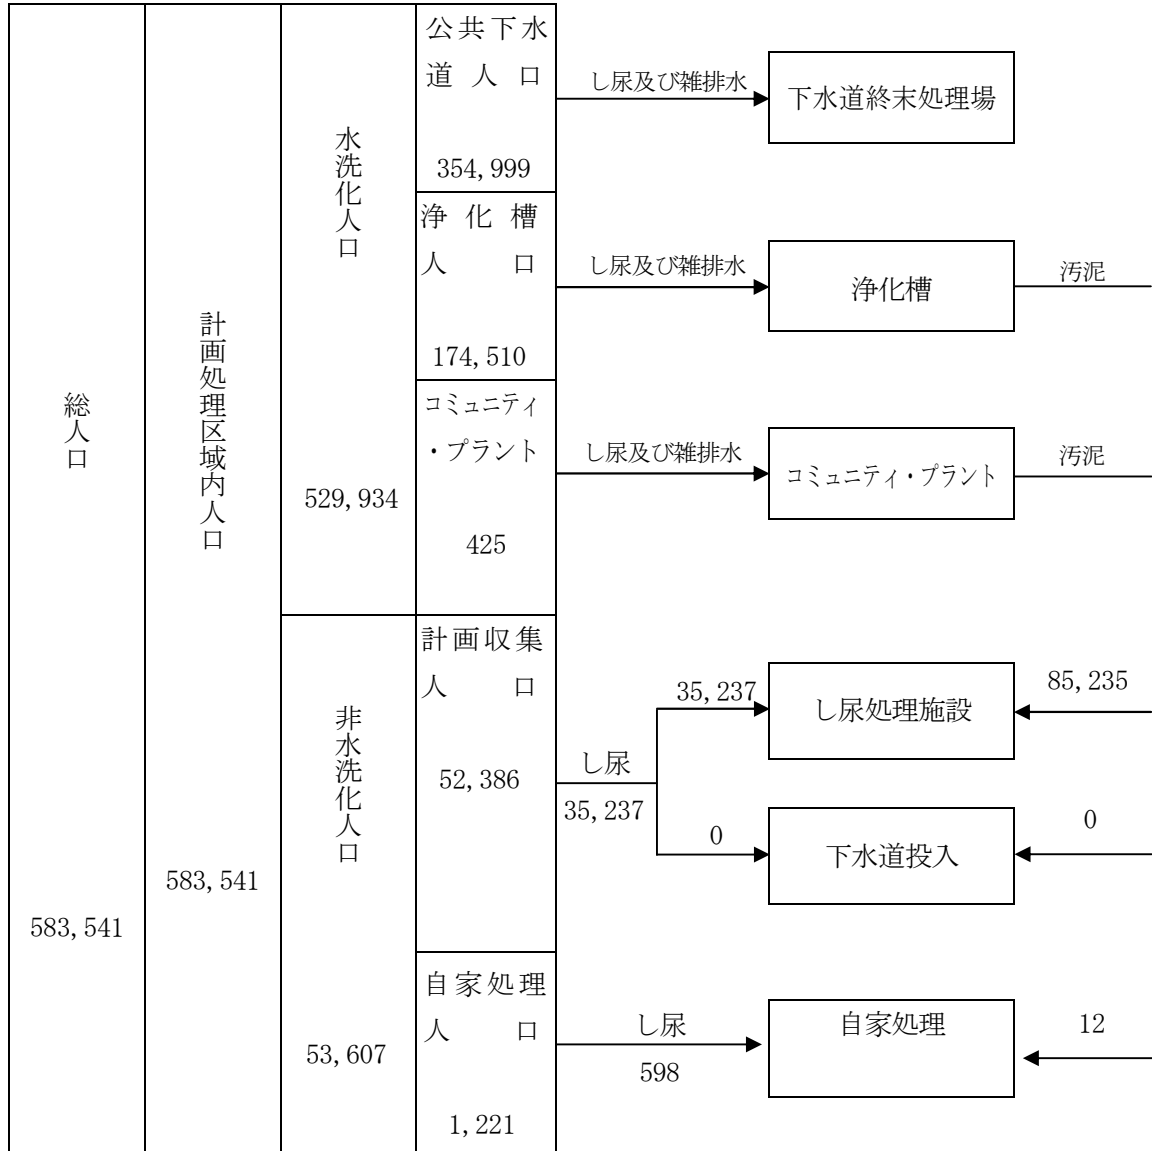 総人口
583,541
計画処理区域内人口
583,541
水洗化人口
529,934
非水洗化人口
53,607
公共下水
道人口
354,999
浄化槽
人口
174,510
コミュニティ
・プラント
425
計画収集
人口
52,386
自家処理
人口
1,221
し尿及び雑排水
下水道終末処理場
し尿及び雑排水
浄化槽
汚泥
し尿及び雑排水
コミュニティ・プラント
汚泥
し尿
35,237
35,237
し尿処理施設
85,235
0
下水道投入
0
し尿
598
自家処理
12